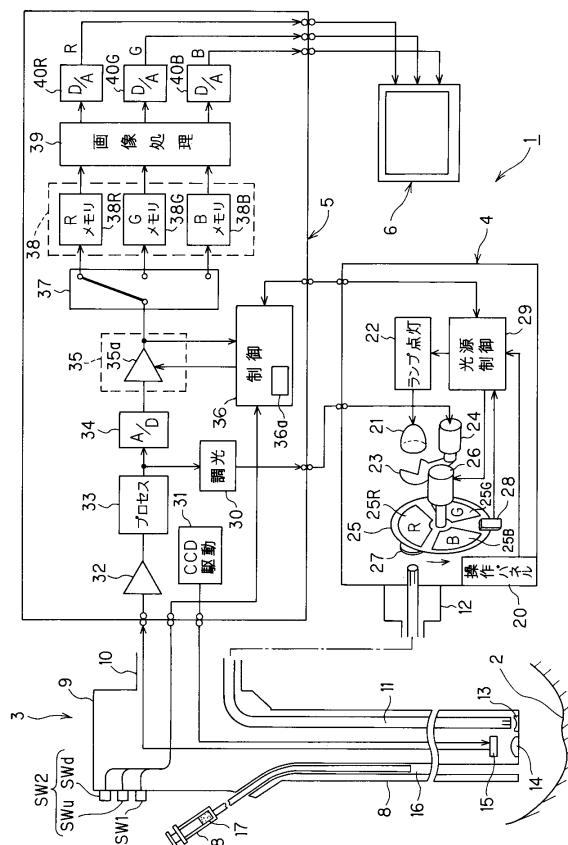 40R
D/A
R
40G
D/A
G
40B
D/A
B
39
画像処理
38
R
メモリ
38R
G
メモリ
38G
B
メモリ
38B
37
35
35a
5
6
1
34
A/D
36
制御
36a
33
プロセス
32
調光
30
31
CCD
駆動
4
22
ランプ点灯
29
光源
制御
21
23
24
26
25
25R
25G
25B
R
G
B
27
28
12
操作パネル
20
3
9
10
SW2
SWu
SWd
SW1
11
2
13
14
15
16
8
17
8